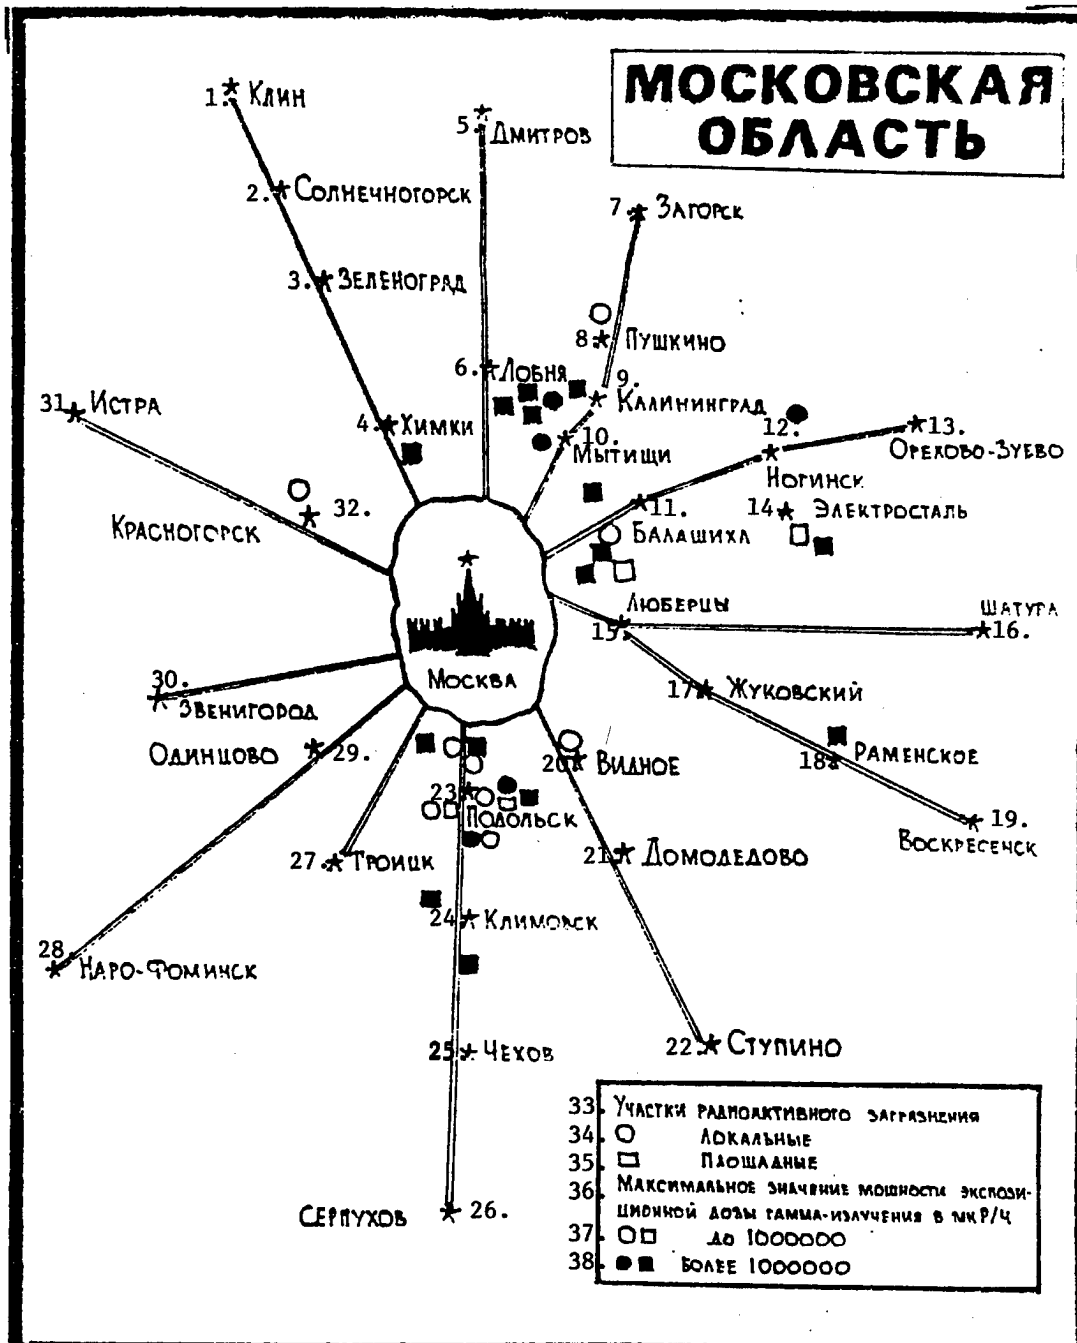 МОСКОВСКАЯ
ОБЛАСТЬ
1. Клин
5. Дмитров
2. Солнечногорск
7. Загорск
3. Зеленоград
8. Пушкино
6. Лобня
9.
Калининград
31. Истра
4. Химки
10.
Мытищи
12.
Ногинск
13.
Орехово-Зуево
32.
Красногорск
11.
Балашиха
14. Электросталь
Люберцы
15.
Шатура
16.
Москва
30.
Звенигород
17. Жуковский
Одинцово
29.
20. Видное
18. Раменское
23.
Подольск
19.
Воскресенск
27. Троицк
21. Домодедово
24. Климовск
28.
Наро-Фоминск
25. Чехов
22. Ступино
Серпухов
26.
33. Участки радиоактивного загрязнения
34. Локальные
35. Площадные
36. Максимальное значение мощности экспози-
ционной дозы гамма-излучения в мкР/ч
37. до 1000000
38. более 1000000